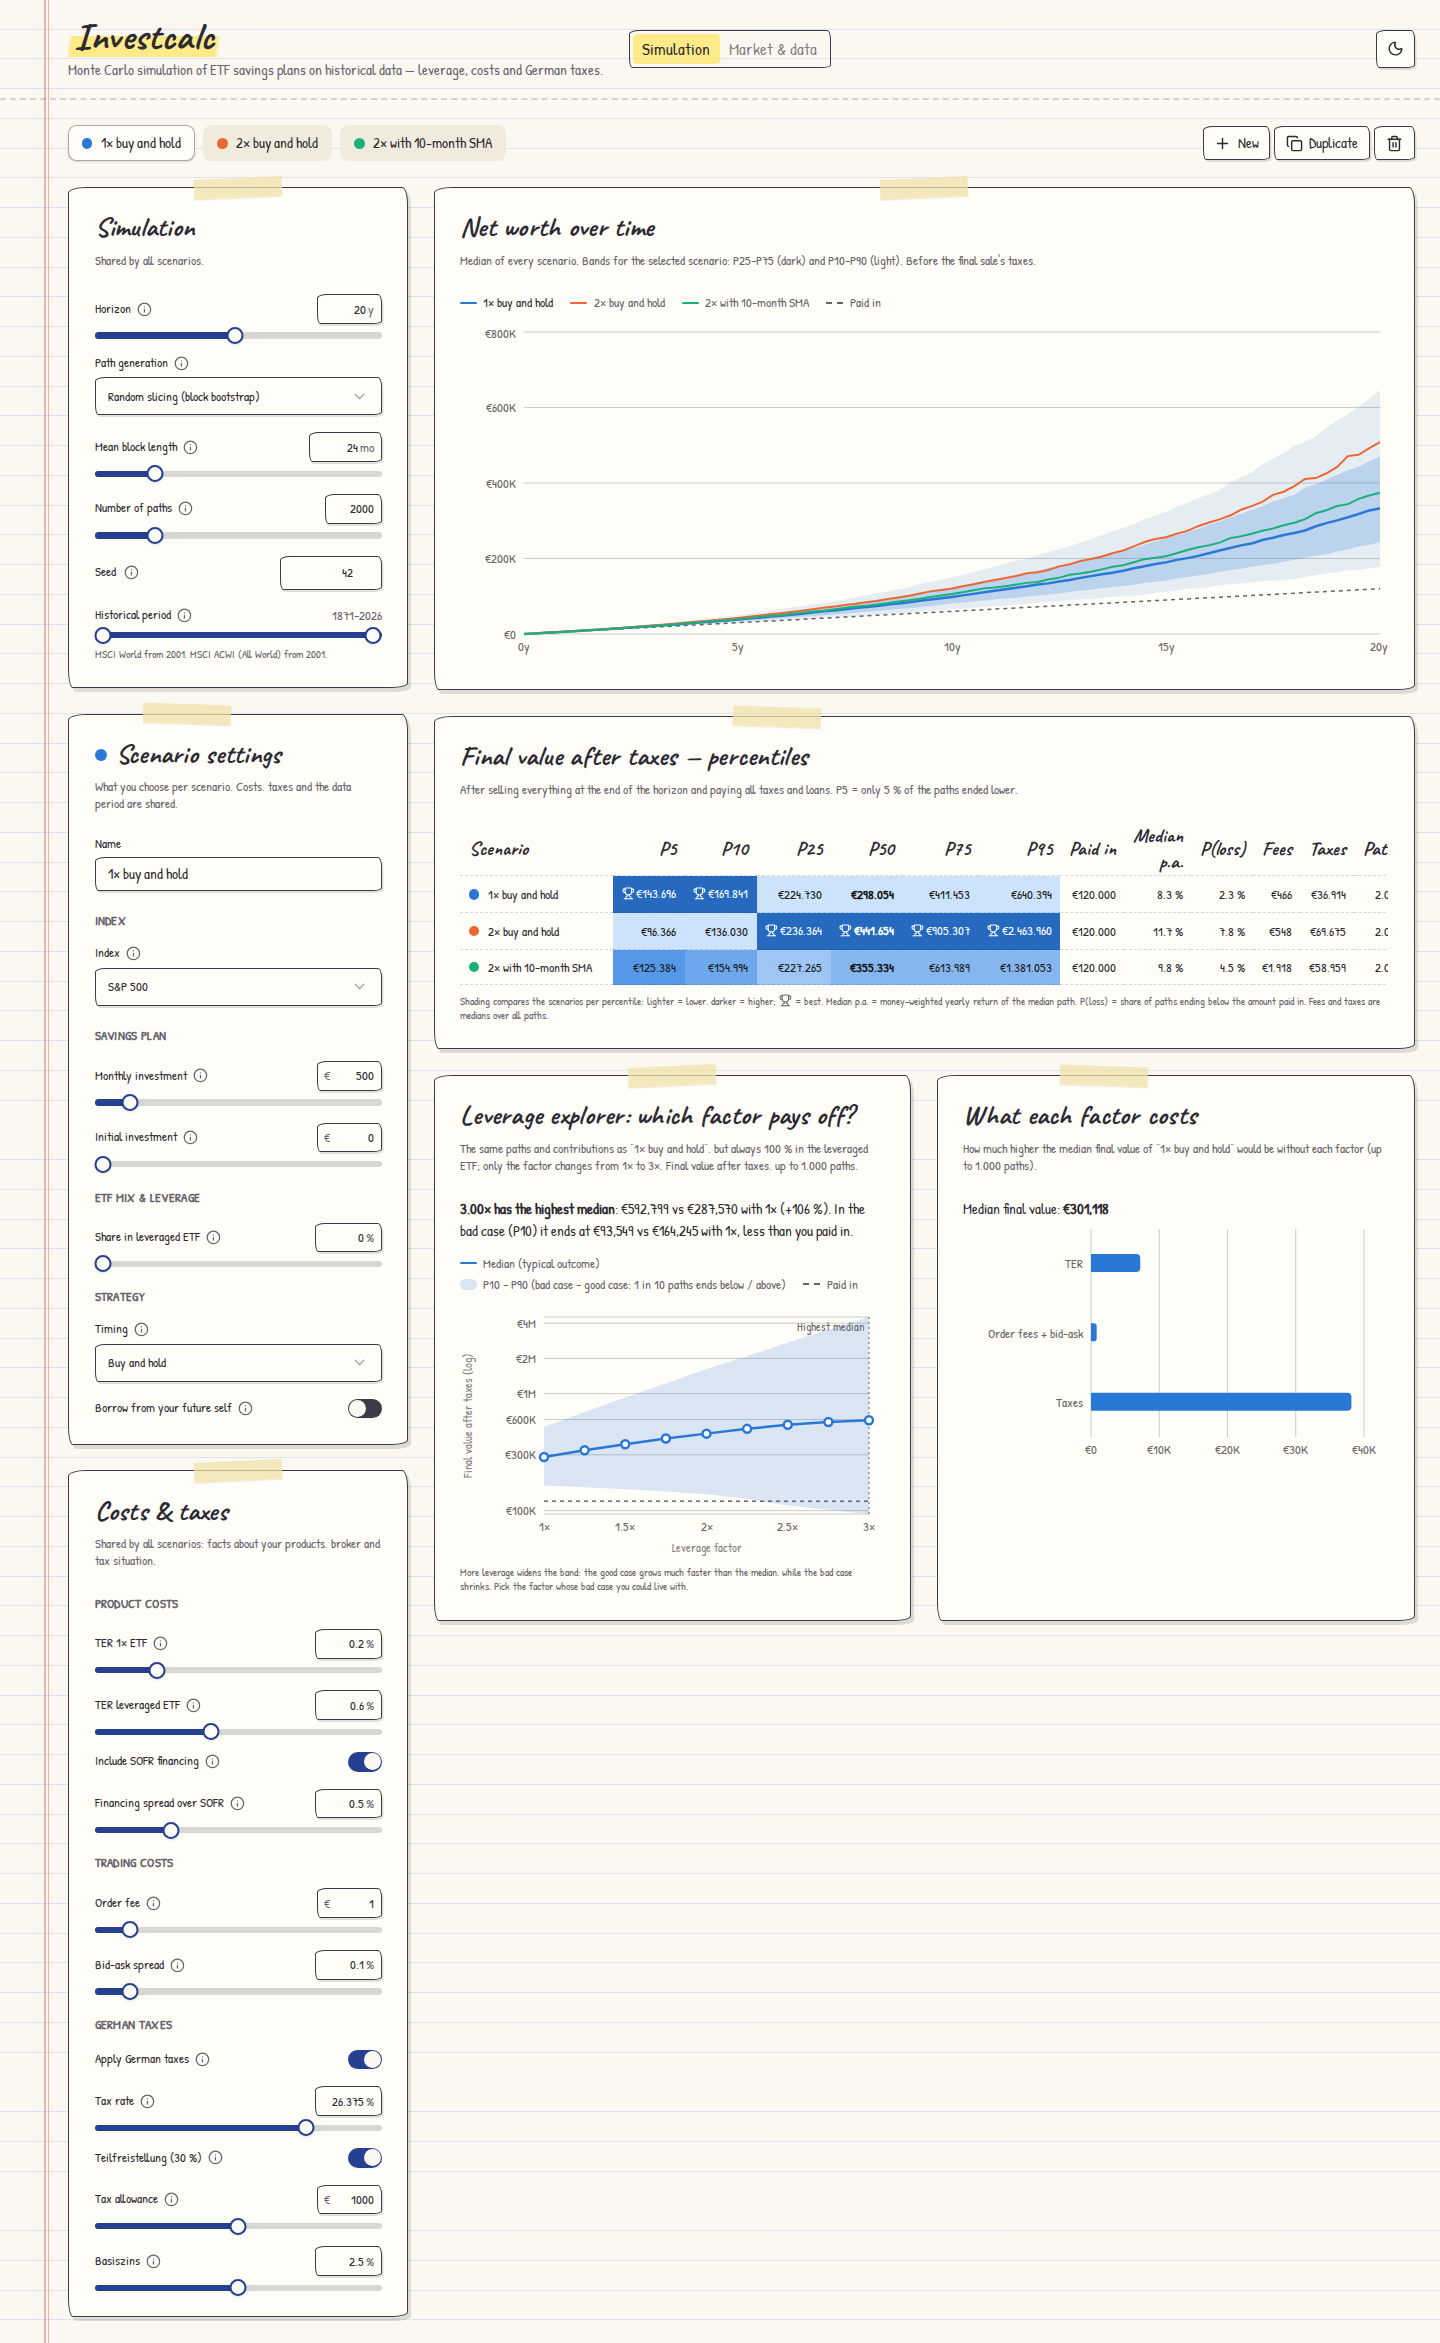 Investcalc
Monte Carlo simulation of ETF savings plans on historical data – leverage, costs and German taxes.
Simulation
Market & data
1× buy and hold
2× buy and hold
2× with 10-month SMA
New
Duplicate
Simulation
Shared by all scenarios.
Horizon
20 y
Path generation
Random slicing (block bootstrap)
Mean block length
24 mo
Number of paths
2000
Seed
42
Historical period
1871–2026
MSCI World from 2001. MSCI ACWI (All World) from 2001.
Net worth over time
Median of every scenario. Bands for the selected scenario: P25–P75 (dark) and P10–P90 (light). Before the final sale's taxes.
1× buy and hold
2× buy and hold
2× with 10-month SMA
Paid in
€800K
€600K
€400K
€200K
€0
0y
5y
10y
15y
20y
Scenario settings
What you choose per scenario. Costs, taxes and the data
period are shared.
Name
1× buy and hold
INDEX
Index
S&P 500
SAVINGS PLAN
Monthly investment
€ 500
Initial investment
€ 0
ETF MIX & LEVERAGE
Share in leveraged ETF
0 %
STRATEGY
Timing
Buy and hold
Borrow from your future self
Final value after taxes – percentiles
After selling everything at the end of the horizon and paying all taxes and loans. P5 = only 5 % of the paths ended lower.
Scenario P5 P10 P25 P50 P75 P95 Paid in Median p.a. P(loss) Fees Taxes Pat
1× buy and hold €143.696 €169.841 €224.730 €298.054 €411.453 €640.394 €120.000 8.3 % 2.3 % €466 €36.914 2.0
2× buy and hold €96.366 €136.030 €236.364 €441.654 €905.307 €2.463.960 €120.000 11.7 % 7.8 % €548 €69.675 2.0
2× with 10-month SMA €125.384 €154.994 €227.265 €355.334 €613.989 €1.381.053 €120.000 9.8 % 4.5 % €1.918 €58.959 2.0
Shading compares the scenarios per percentile: lighter = lower. darker = higher; = best. Median p.a. = money-weighted yearly return of the median path. P(loss) = share of paths ending below the amount paid in. Fees and taxes are
medians over all paths.
Leverage explorer: which factor pays off?
The same paths and contributions as "1× buy and hold", but always 100 % in the leveraged
ETF; only the factor changes from 1× to 3×. Final value after taxes. up to 1.000 paths.
3.00× has the highest median: €592,799 vs €287,570 with 1× (+106 %). In the
bad case (P10) it ends at €93,549 vs €164,245 with 1×, less than you paid in.
Median (typical outcome)
P10 – P90 (bad case – good case: 1 in 10 paths ends below / above)
Paid in
Highest median
Final value after taxes (log)
€4M
€2M
€1M
€600K
€300K
€100K
1×
1.5×
2×
2.5×
3×
Leverage factor
More leverage widens the band: the good case grows much faster than the median. while the bad case
shrinks. Pick the factor whose bad case you could live with.
What each factor costs
How much higher the median final value of "1× buy and hold" would be without each factor (up
to 1.000 paths).
Median final value: €301,118
TER
Order fees + bid-ask
Taxes
€0
€10K
€20K
€30K
€40K
Costs & taxes
Shared by all scenarios: facts about your products. broker and
tax situation.
PRODUCT COSTS
TER 1× ETF
0.2 %
TER leveraged ETF
0.6 %
Include SOFR financing
Financing spread over SOFR
0.5 %
TRADING COSTS
Order fee
€ 1
Bid-ask spread
0.1 %
GERMAN TAXES
Apply German taxes
Tax rate
26.375 %
Teilfreistellung (30 %)
Tax allowance
€ 1000
Basiszins
2.5 %